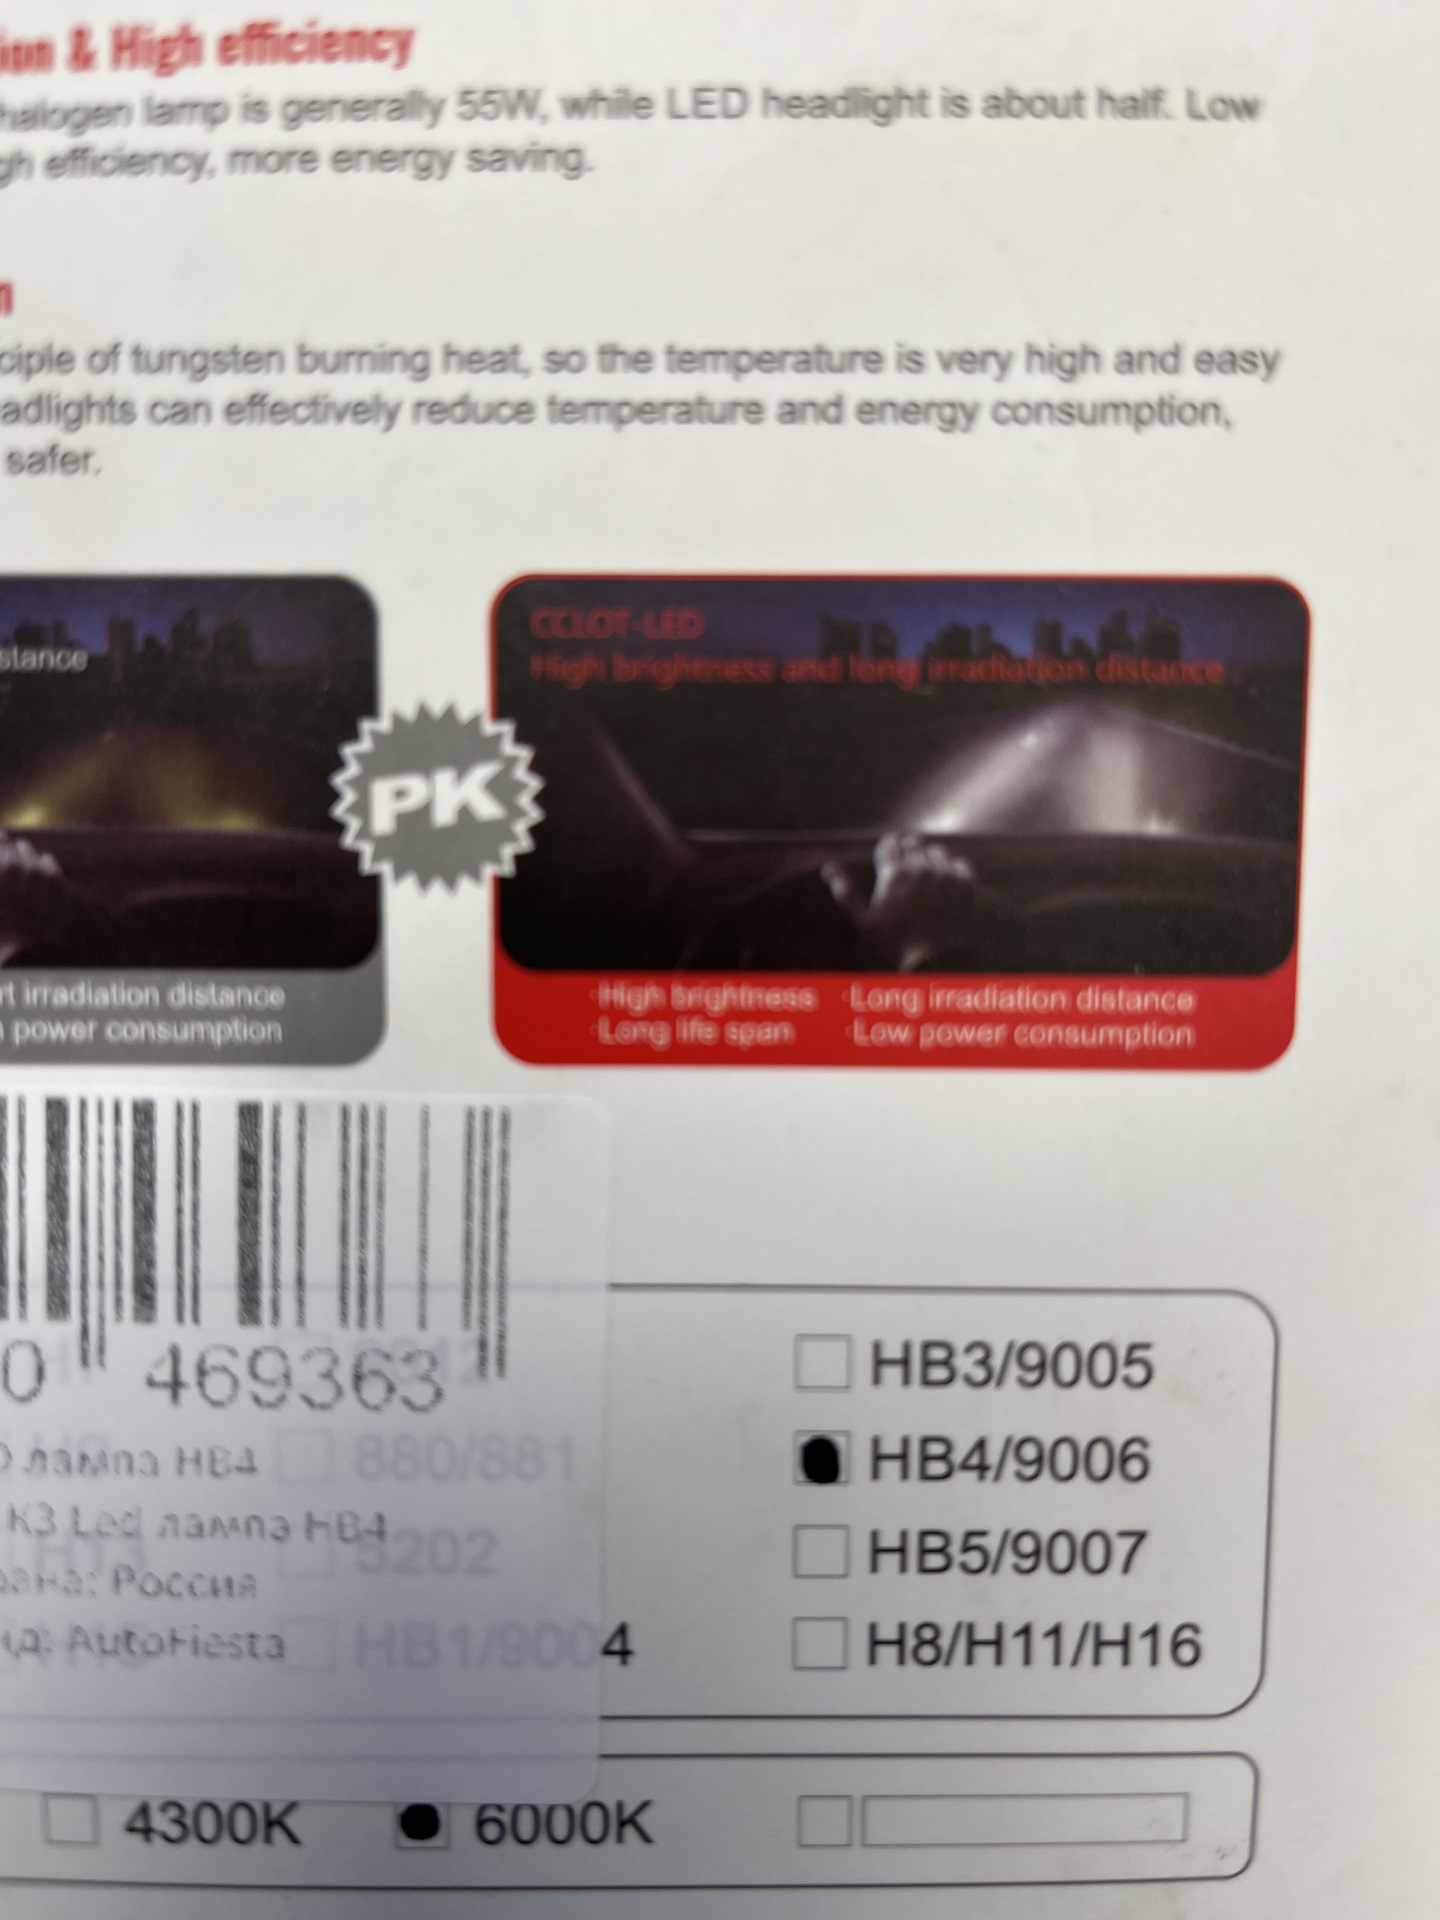 ion & High efficiency
halogen lamp is generally 55W, while LED headlight is about half. Low
gh efficiency, more energy saving.
n
ciple of tungsten burning heat, so the temperature is very high and easy
adlights can effectively reduce temperature and energy consumption,
safer.
stance
PK
CCLOT-LED
High brightness and long irradiation distance
rt irradiation distance
power consumption
·High brightness ·Long irradiation distance
·Long life span ·Low power consumption
0 469363
лампа HB4
K3 Led лампа HB4
рана: Россия
нд: AutoFiesta
880/881
5202
HB1/9004
HB3/9005
HB4/9006
HB5/9007
H8/H11/H16
4300K 6000K